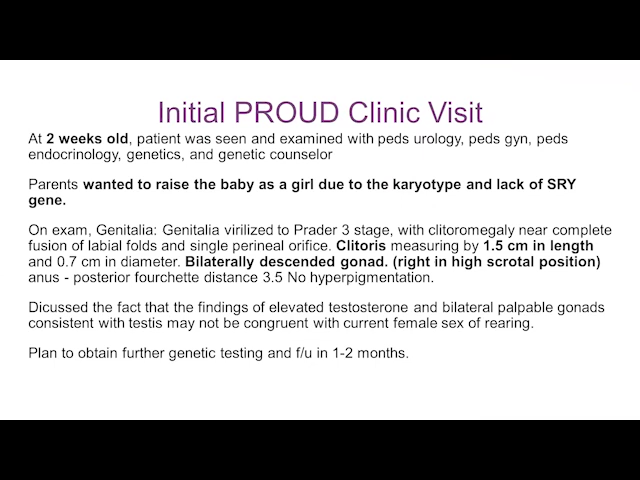 Initial PROUD Clinic Visit
At 2 weeks old, patient was seen and examined with peds urology, peds gyn, peds
endocrinology, genetics, and genetic counselor
Parents wanted to raise the baby as a girl due to the karyotype and lack of SRY
gene.
On exam, Genitalia: Genitalia virilized to Prader 3 stage, with clitoromegaly near complete
fusion of labial folds and single perineal orifice. Clitoris measuring by 1.5 cm in length
and 0.7 cm in diameter. Bilaterally descended gonad. (right in high scrotal position)
anus - posterior fourchette distance 3.5 No hyperpigmentation.
Dicussed the fact that the findings of elevated testosterone and bilateral palpable gonads
consistent with testis may not be congruent with current female sex of rearing.
Plan to obtain further genetic testing and f/u in 1-2 months.